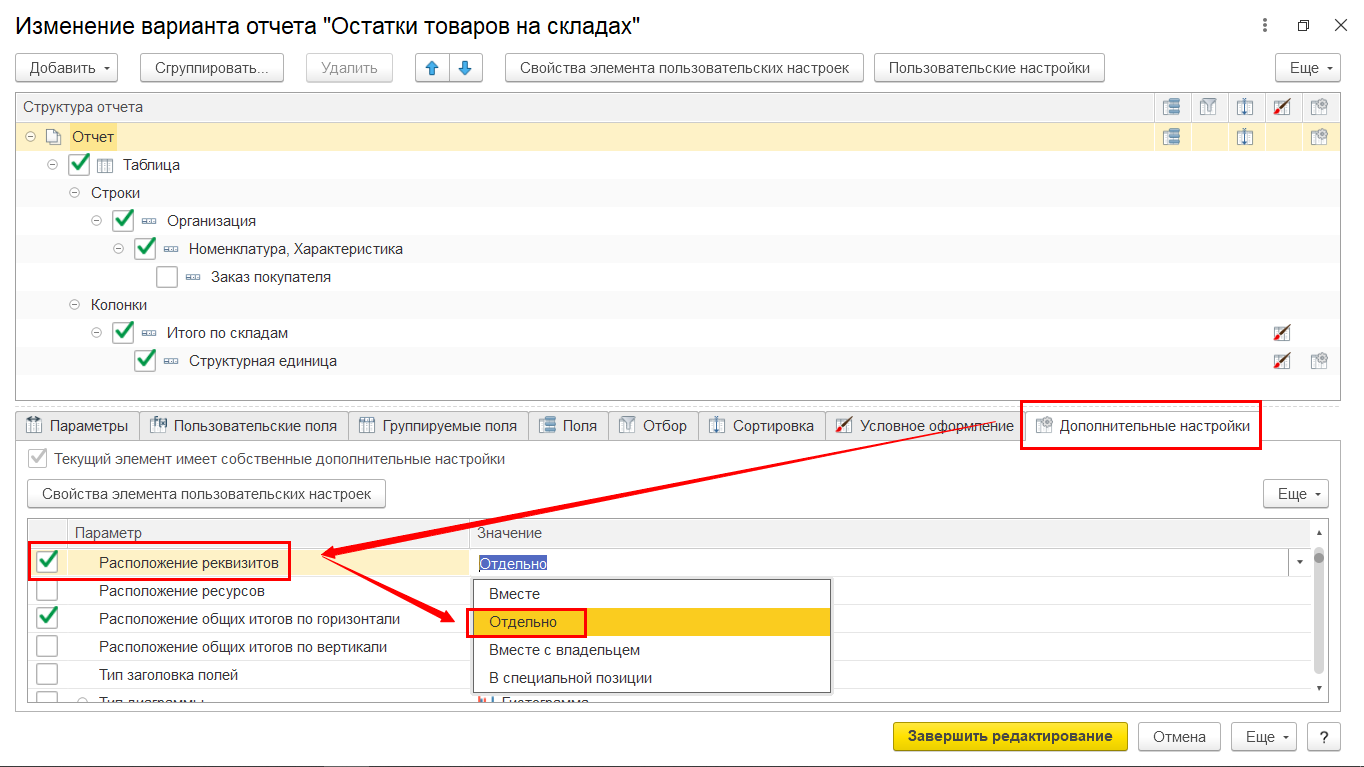 Изменение варианта отчета "Остатки товаров на складах"
Добавить Сгруппировать... Удалить Свойства элемента пользовательских настроек Пользовательские настройки Еще
Структура отчета
Отчет
Таблица
Строки
Организация
Номенклатура, Характеристика
Заказ покупателя
Колонки
Итого по складам
Структурная единица
Параметры Пользовательские поля Группируемые поля Поля Отбор Сортировка Условное оформление Дополнительные настройки
Текущий элемент имеет собственные дополнительные настройки
Свойства элемента пользовательских настроек Еще
Параметр Значение
Расположение реквизитов Отдельно
Расположение ресурсов Вместе
Расположение общих итогов по горизонтали Отдельно
Расположение общих итогов по вертикали Вместе с владельцем
Тип заголовка полей В специальной позиции
Тип диаграммы Гистограмма
Завершить редактирование Отмена Еще ?